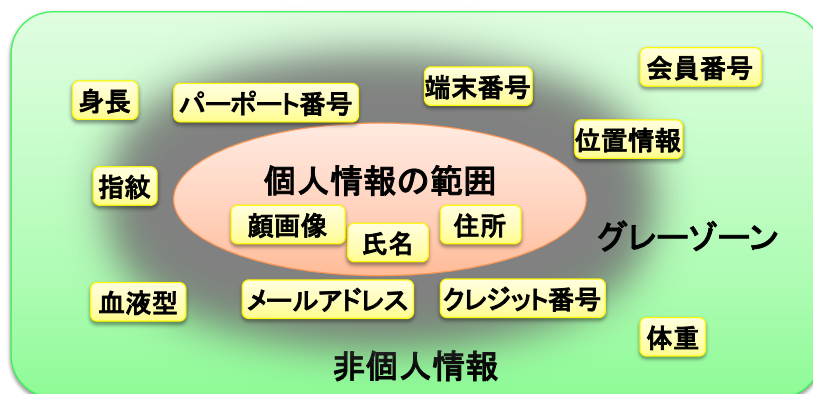 会員番号
端末番号
身長
パーポート番号
位置情報
個人情報の範囲
指紋
顔画像
氏名
住所
グレーゾーン
血液型
メールアドレス
クレジット番号
体重
非個人情報